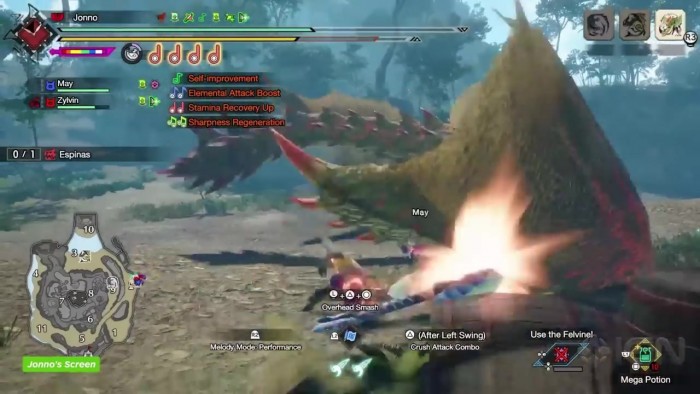 Jonno
R3
May
Self-improvement
Elemental Attack Boost
Zylvin
Stamina Recovery Up
Sharpness Regeneration
0 / 1 Espinas
May
10
3
4
2
7
8
6
11
5
1
Overhead Smash
Melody Mode: Performance
(After Left Swing)
Crush Attack Combo
Use the Felvine!
IGN
Jonno's Screen
Mega Potion